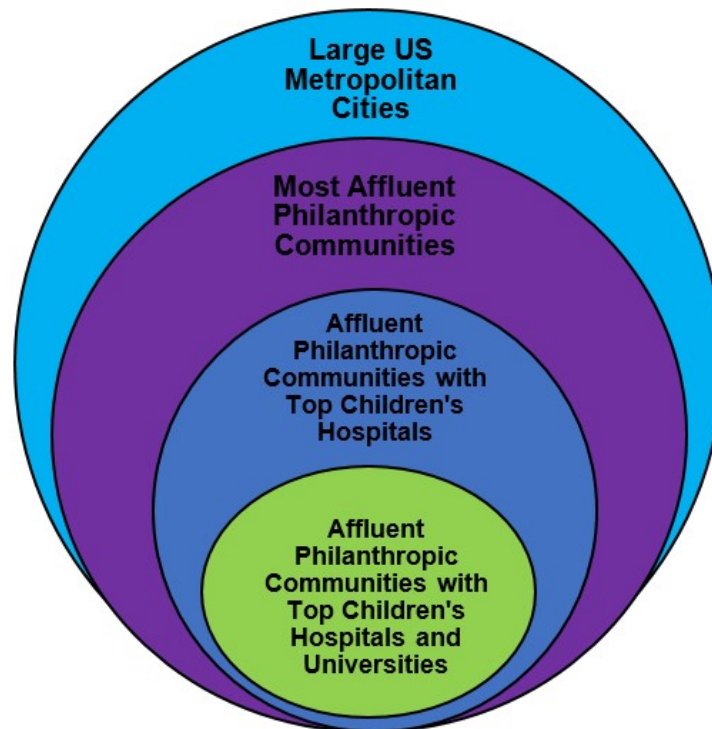 Large US
Metropolitan
Cities
Most Affluent
Philanthropic
Communities
Affluent
Philanthropic
Communities with
Top Children's
Hospitals
Affluent
Philanthropic
Communities with
Top Children's
Hospitals and
Universities